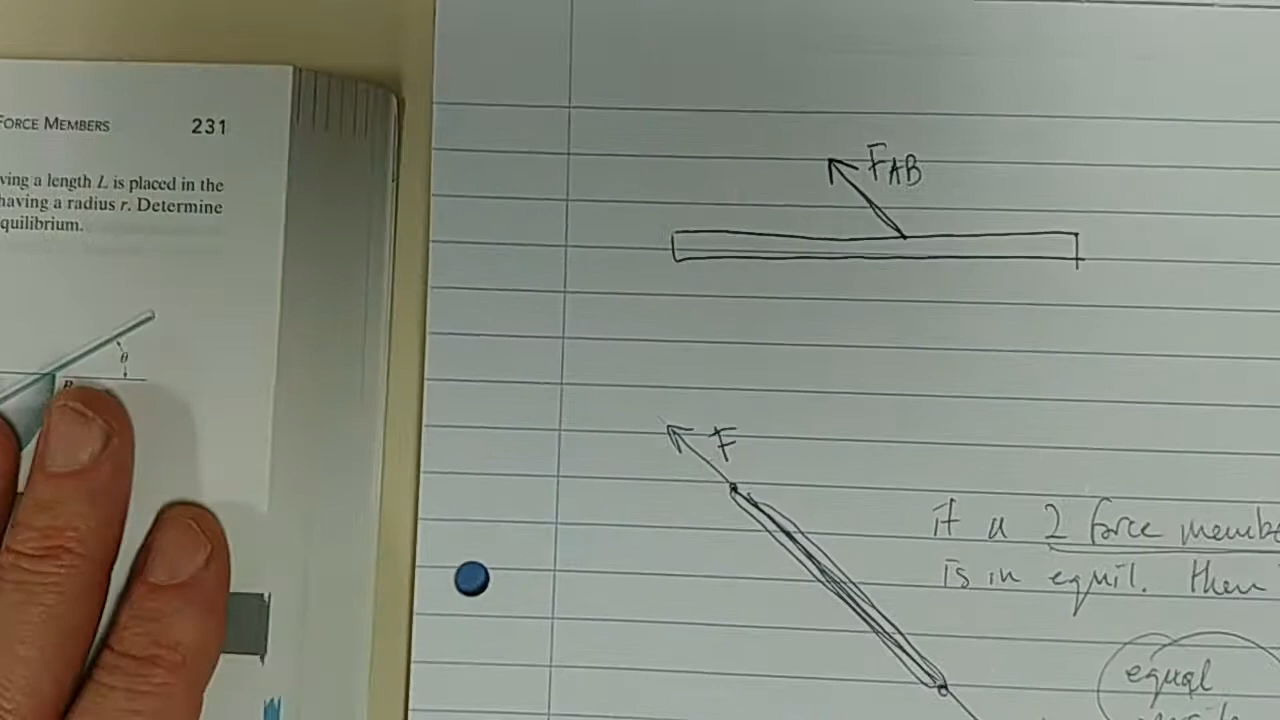 FORCE MEMBERS 231
ving a length L is placed in the
having a radius r. Determine
quilibrium.
θ
B
F_AB
F
if a 2 force membe
is in equil. then
equal